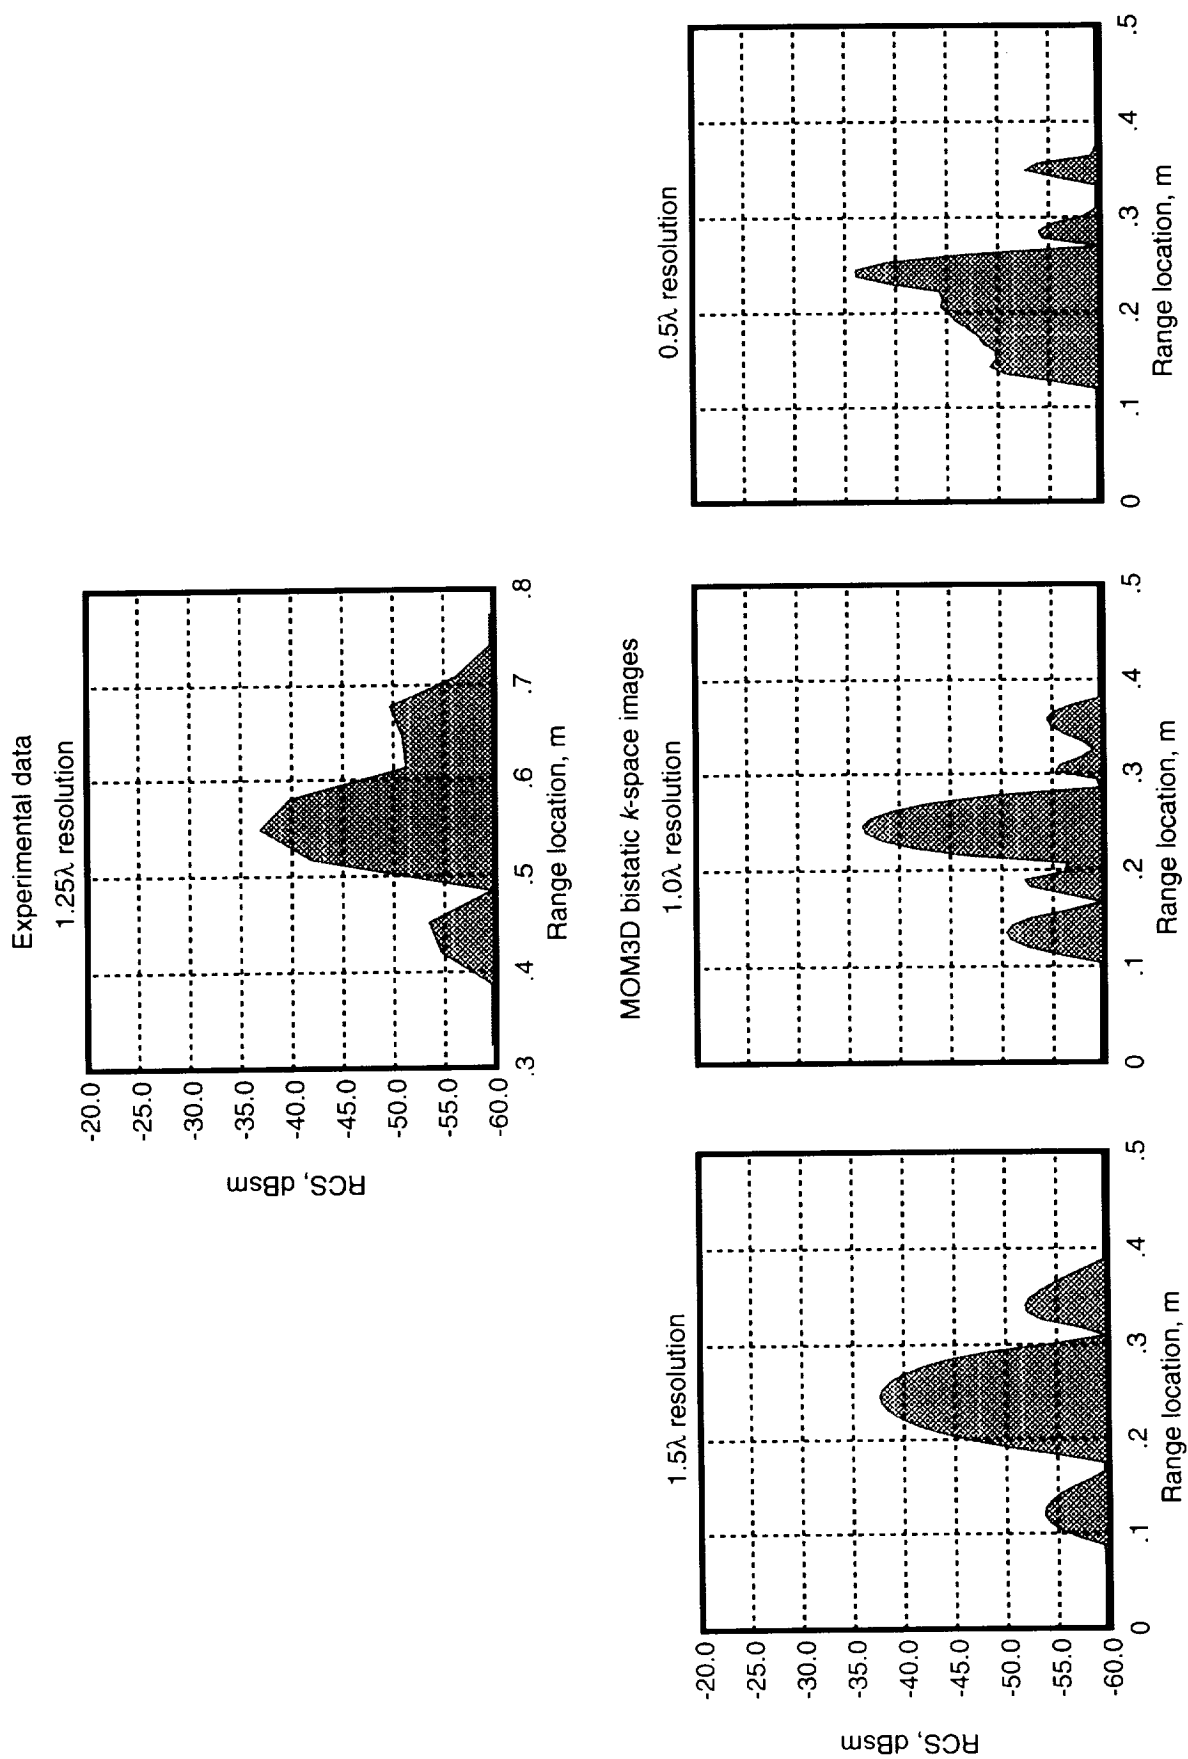 Experimental data
1.25λ resolution
RCS, dBsm
-20.0
-25.0
-30.0
-35.0
-40.0
-45.0
-50.0
-55.0
-60.0
.3 .4 .5 .6 .7 .8
Range location, m
MOM3D bistatic k-space images
1.5λ resolution
RCS, dBsm
-20.0
-25.0
-30.0
-35.0
-40.0
-45.0
-50.0
-55.0
-60.0
0 .1 .2 .3 .4 .5
Range location, m
1.0λ resolution
0 .1 .2 .3 .4 .5
Range location, m
0.5λ resolution
0 .1 .2 .3 .4 .5
Range location, m